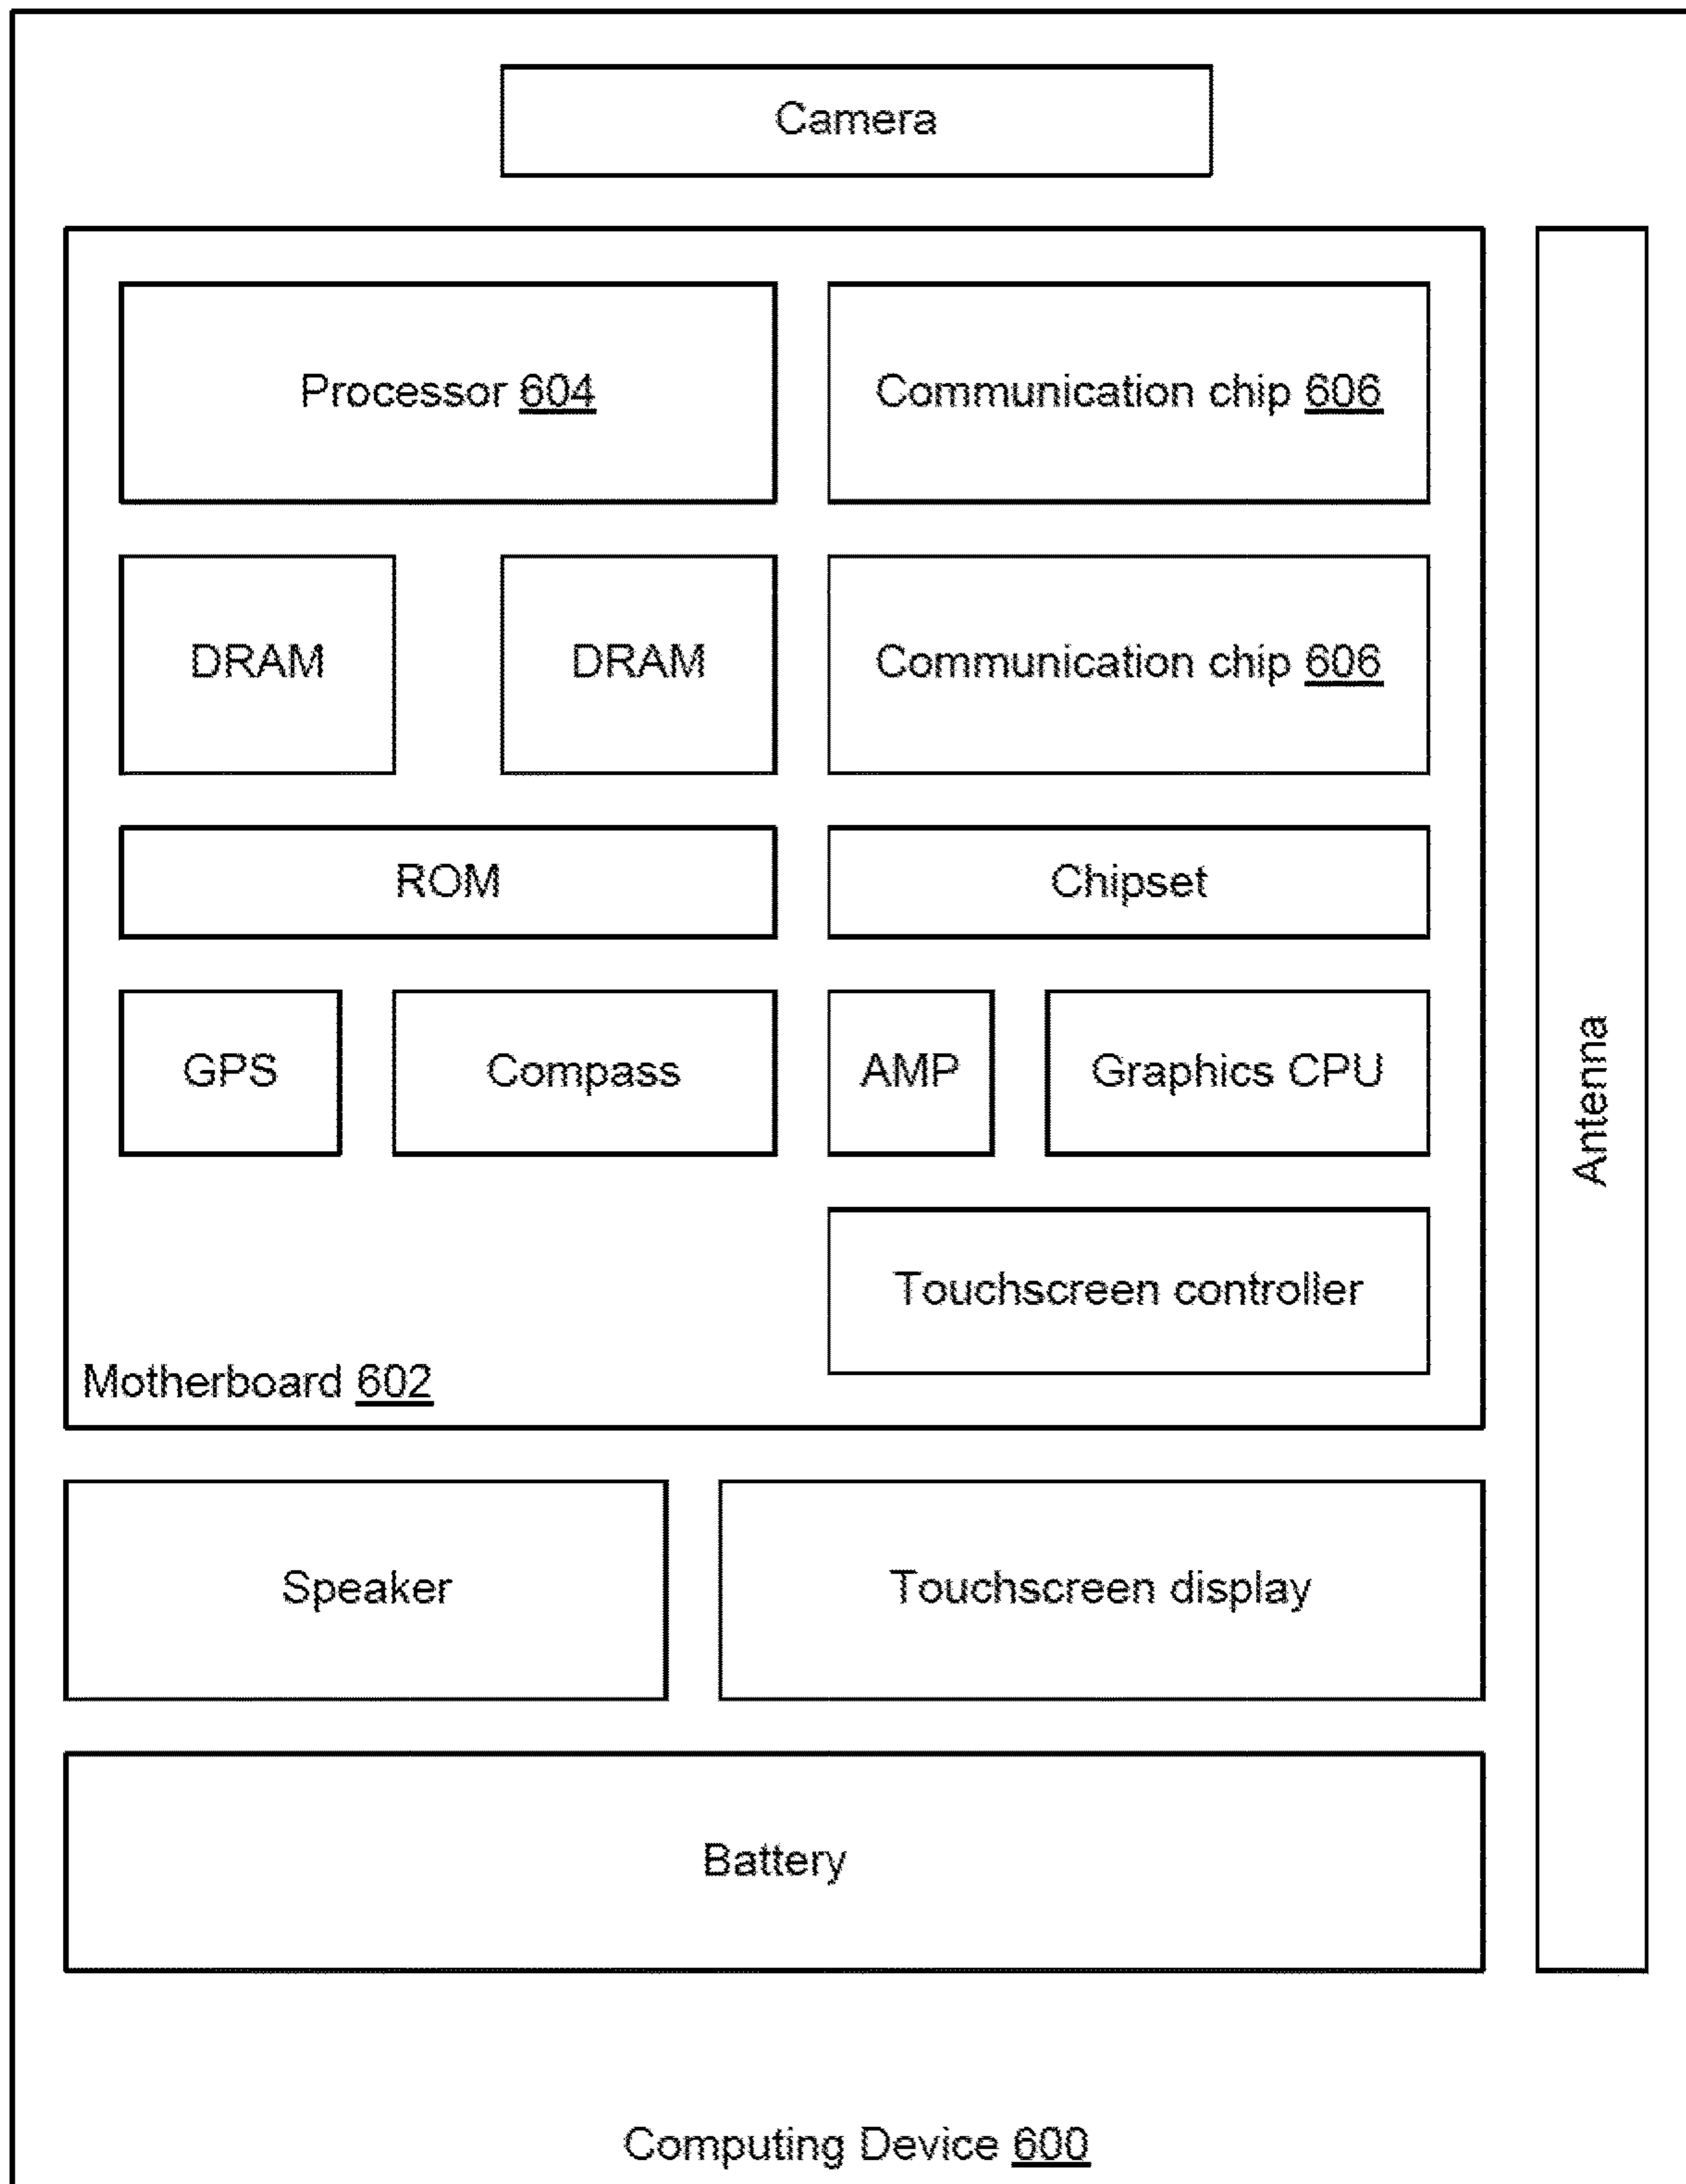 Camera
Processor 604
Communication chip 606
DRAM
DRAM
Communication chip 606
ROM
Chipset
GPS
Compass
AMP
Graphics CPU
Antenna
Touchscreen controller
Motherboard 602
Speaker
Touchscreen display
Battery
Computing Device 600